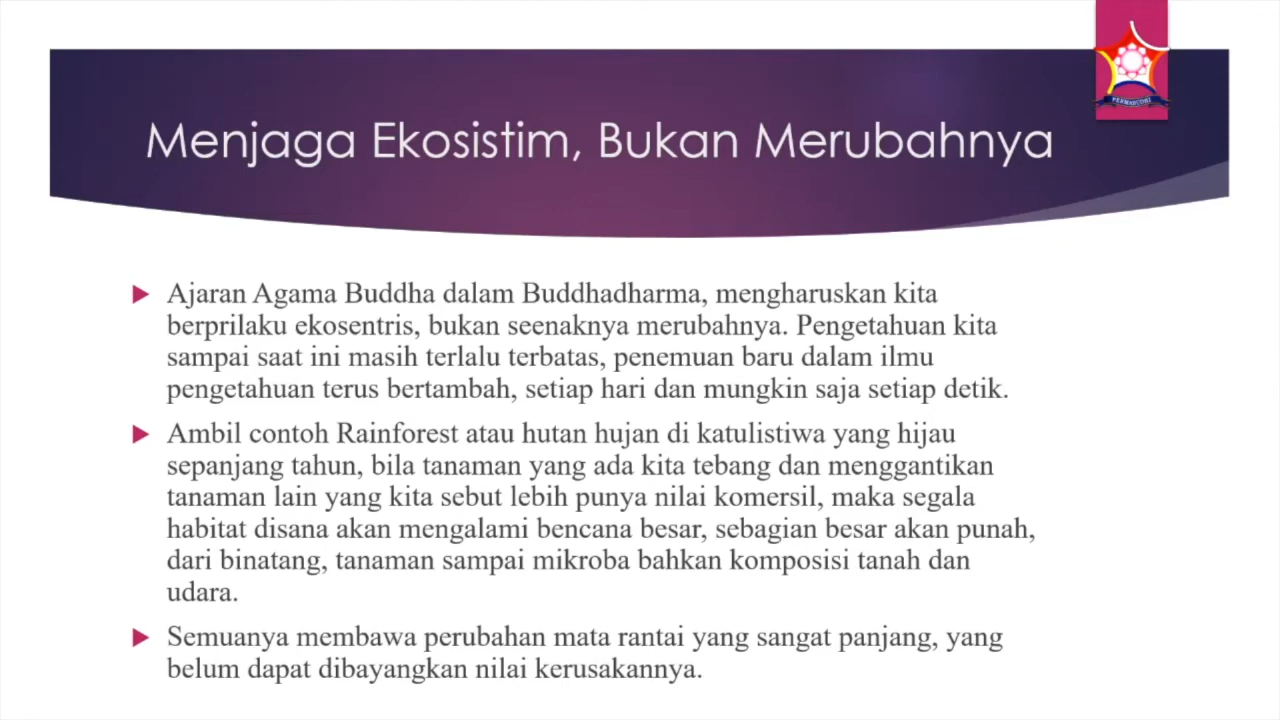 PERMABUDHI
Menjaga Ekosistim, Bukan Merubahnya
Ajaran Agama Buddha dalam Buddhadharma, mengharuskan kita
berprilaku ekosentris, bukan seenaknya merubahnya. Pengetahuan kita
sampai saat ini masih terlalu terbatas, penemuan baru dalam ilmu
pengetahuan terus bertambah, setiap hari dan mungkin saja setiap detik.
Ambil contoh Rainforest atau hutan hujan di katulistiwa yang hijau
sepanjang tahun, bila tanaman yang ada kita tebang dan menggantikan
tanaman lain yang kita sebut lebih punya nilai komersil, maka segala
habitat disana akan mengalami bencana besar, sebagian besar akan punah,
dari binatang, tanaman sampai mikroba bahkan komposisi tanah dan
udara.
Semuanya membawa perubahan mata rantai yang sangat panjang, yang
belum dapat dibayangkan nilai kerusakannya.